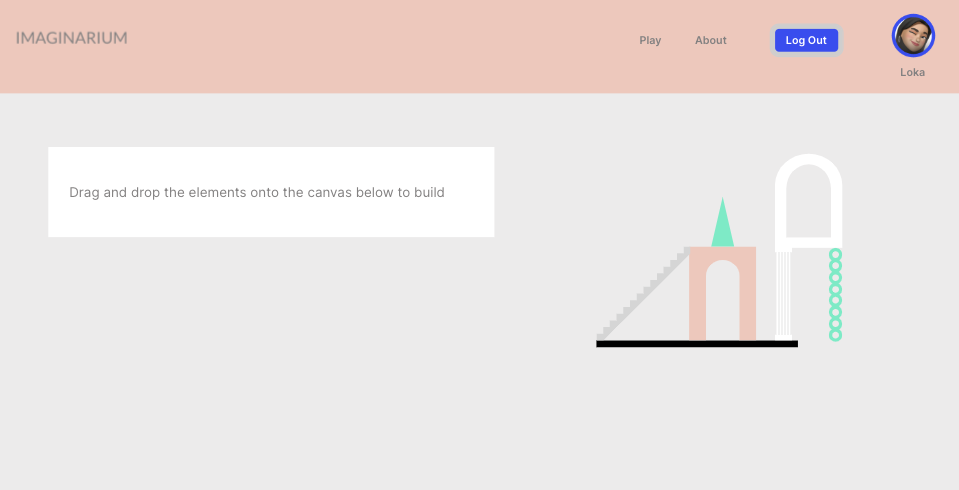 IMAGINARIUM
Play
About
Log Out
Loka
Drag and drop the elements onto the canvas below to build